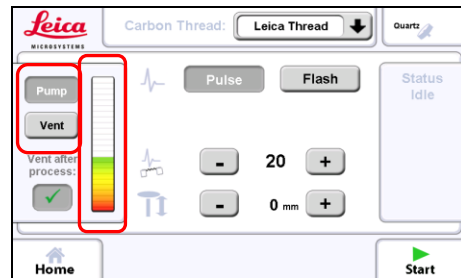 Leica
MICROSYSTEMS
Carbon Thread: Leica Thread
Quartz
Pump
Vent
Vent after
process:
Pulse Flash
- 20 +
- 0 mm +
Status
Idle
Home
Start